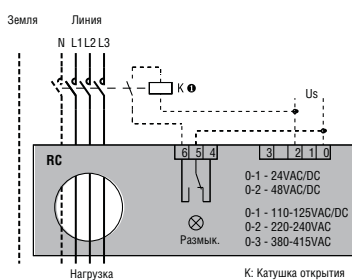 Земля
Линия
N L1 L2 L3
K ❶
Us
RC
6 5 4
3 2 1 0
0-1 - 24VAC/DC
0-2 - 48VAC/DC
0-1 - 110-125VAC/DC
0-2 - 220-240VAC
0-3 - 380-415VAC
Размык.
Нагрузка
К: Катушка открытия